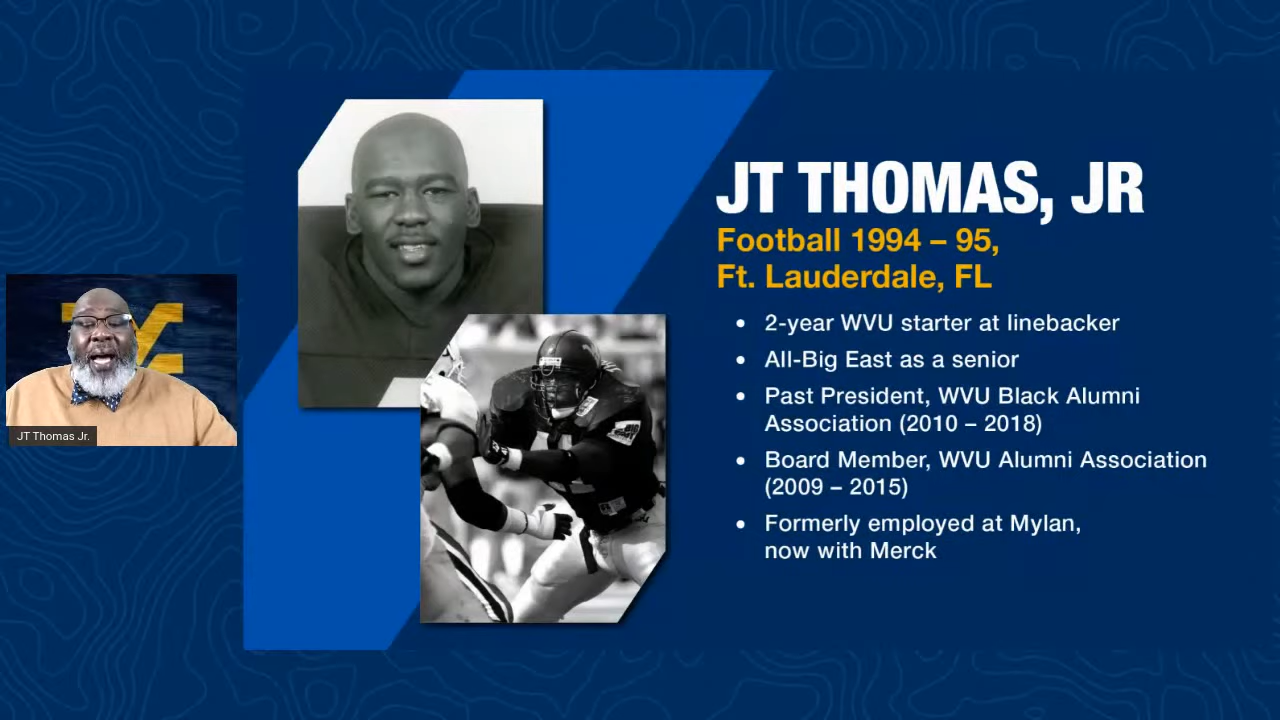 JT THOMAS, JR
Football 1994 – 95,
Ft. Lauderdale, FL
• 2-year WVU starter at linebacker
• All-Big East as a senior
• Past President, WVU Black Alumni
Association (2010 – 2018)
• Board Member, WVU Alumni Association
(2009 – 2015)
• Formerly employed at Mylan,
now with Merck
JT Thomas Jr.